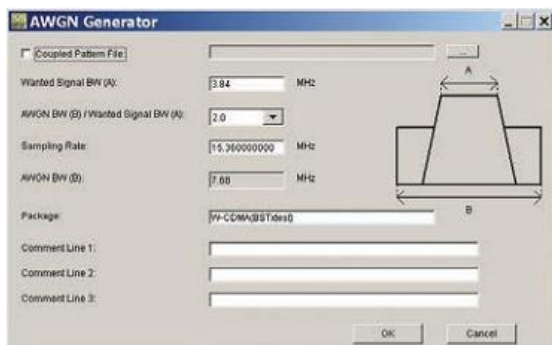 AWGN Generator
Coupled Pattern File: ...
Wanted Signal BW (A): 3.84 MHz
A
AWGN BW (B) / Wanted Signal BW (A): 2.0
Sampling Rate: 15.360000000 MHz
AWGN BW (B): 7.68 MHz
B
Package: W-CDMA(BSTxtest)
Comment Line 1:
Comment Line 2:
Comment Line 3:
OK Cancel